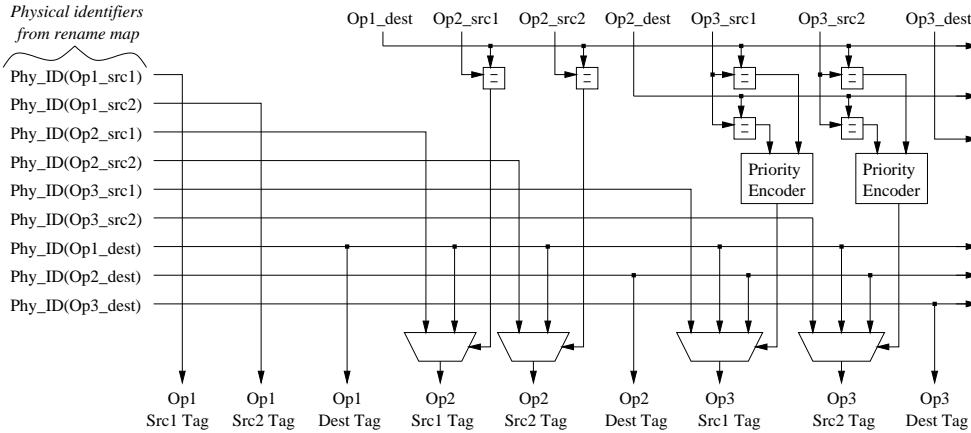 Physical identifiers
from rename map
Op1_dest Op2_src1 Op2_src2 Op2_dest Op3_src1 Op3_src2 Op3_dest
= = = =
= =
Phy_ID(Op1_src1)
Phy_ID(Op1_src2)
Phy_ID(Op2_src1)
Phy_ID(Op2_src2)
Phy_ID(Op3_src1)
Phy_ID(Op3_src2)
Phy_ID(Op1_dest)
Phy_ID(Op2_dest)
Phy_ID(Op3_dest)
Priority
Encoder
Priority
Encoder
Op1
Src1 Tag
Op1
Src2 Tag
Op1
Dest Tag
Op2
Src1 Tag
Op2
Src2 Tag
Op2
Dest Tag
Op3
Src1 Tag
Op3
Src2 Tag
Op3
Dest Tag